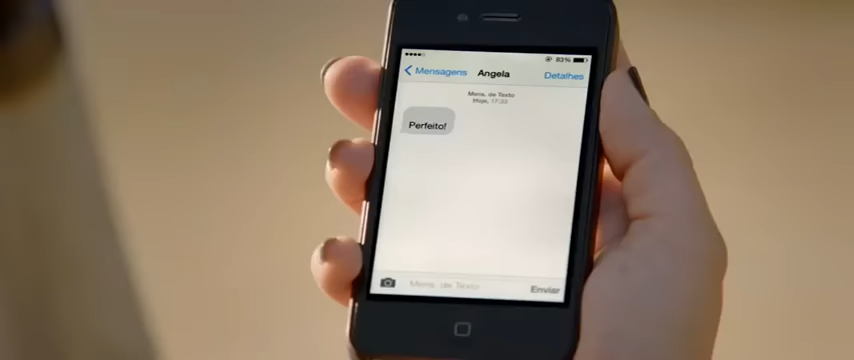 83%
Mensagens Angela Detalhes
Mens. de Texto
Hoje, 17:33
Perfeito!
Mens. de Texto Enviar